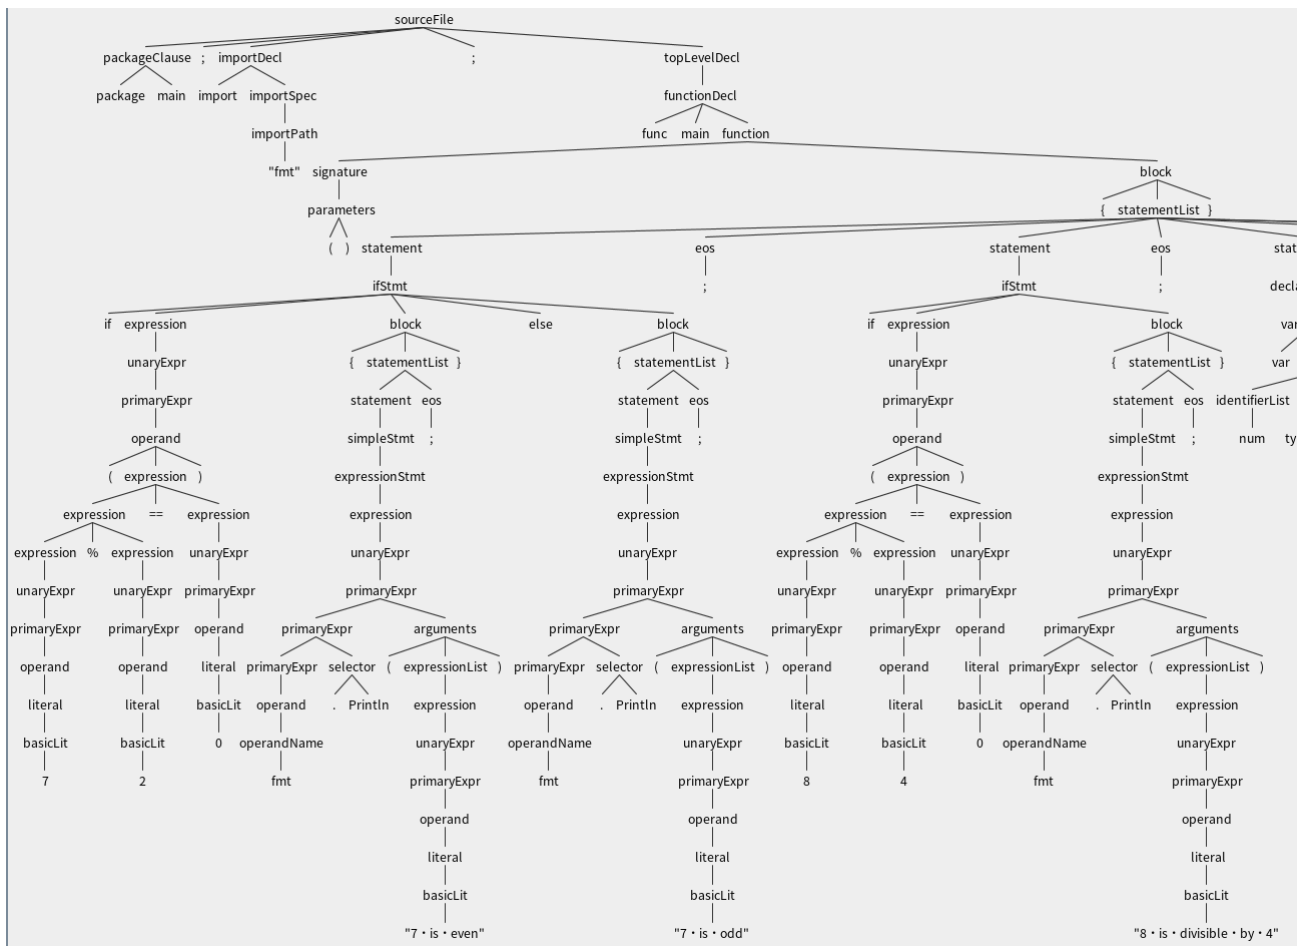 sourceFile
packageClause ; importDecl ; topLevelDecl
package main import importSpec functionDecl
importPath func main function
"fmt" signature block
parameters { statementList }
( ) statement eos statement eos stat
ifStmt ; ifStmt ; decla
if expression block else block if expression block var
unaryExpr { statementList } { statementList } unaryExpr { statementList } var
primaryExpr statement eos statement eos primaryExpr statement eos identifierList
operand simpleStmt ; simpleStmt ; operand simpleStmt ; num ty
( expression ) expressionStmt expressionStmt ( expression ) expressionStmt
expression == expression expression expression expression == expression expression
expression % expression unaryExpr unaryExpr unaryExpr expression % expression unaryExpr unaryExpr
unaryExpr unaryExpr primaryExpr primaryExpr primaryExpr unaryExpr unaryExpr primaryExpr primaryExpr
primaryExpr primaryExpr operand primaryExpr arguments primaryExpr arguments primaryExpr primaryExpr operand primaryExpr arguments
operand operand literal primaryExpr selector ( expressionList ) primaryExpr selector ( expressionList ) operand operand literal primaryExpr selector ( expressionList )
literal literal basicLit operand . Println expression operand . Println expression literal literal basicLit operand . Println expression
basicLit basicLit 0 operandName unaryExpr operandName unaryExpr basicLit basicLit 0 operandName unaryExpr
7 2 fmt primaryExpr fmt primaryExpr 8 4 fmt primaryExpr
operand operand operand
literal literal literal
basicLit basicLit basicLit
"7·is·even" "7·is·odd" "8·is·divisible·by·4"